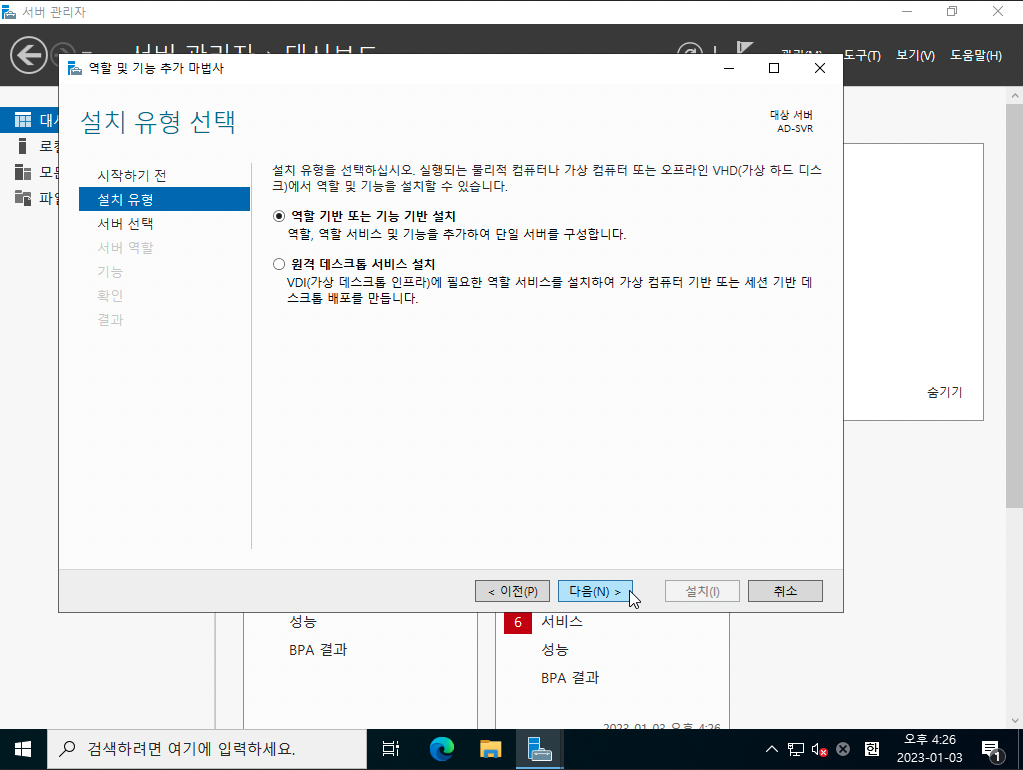 서버 관리자
서버 관리자 › 대시보드
도구(T) 보기(V) 도움말(H)
역할 및 기능 추가 마법사
설치 유형 선택
대상 서버
AD-SVR
시작하기 전
설치 유형
서버 선택
서버 역할
기능
확인
결과
설치 유형을 선택하십시오. 실행되는 물리적 컴퓨터나 가상 컴퓨터 또는 오프라인 VHD(가상 하드 디스
크)에서 역할 및 기능을 설치할 수 있습니다.
역할 기반 또는 기능 기반 설치
역할, 역할 서비스 및 기능을 추가하여 단일 서버를 구성합니다.
원격 데스크톱 서비스 설치
VDI(가상 데스크톱 인프라)에 필요한 역할 서비스를 설치하여 가상 컴퓨터 기반 또는 세션 기반 데
스크톱 배포를 만듭니다.
숨기기
< 이전(P) 다음(N) > 설치(I) 취소
성능
BPA 결과
6 서비스
성능
BPA 결과
2023-01-03 오후 4:26
검색하려면 여기에 입력하세요.
한
오후 4:26
2023-01-03
1